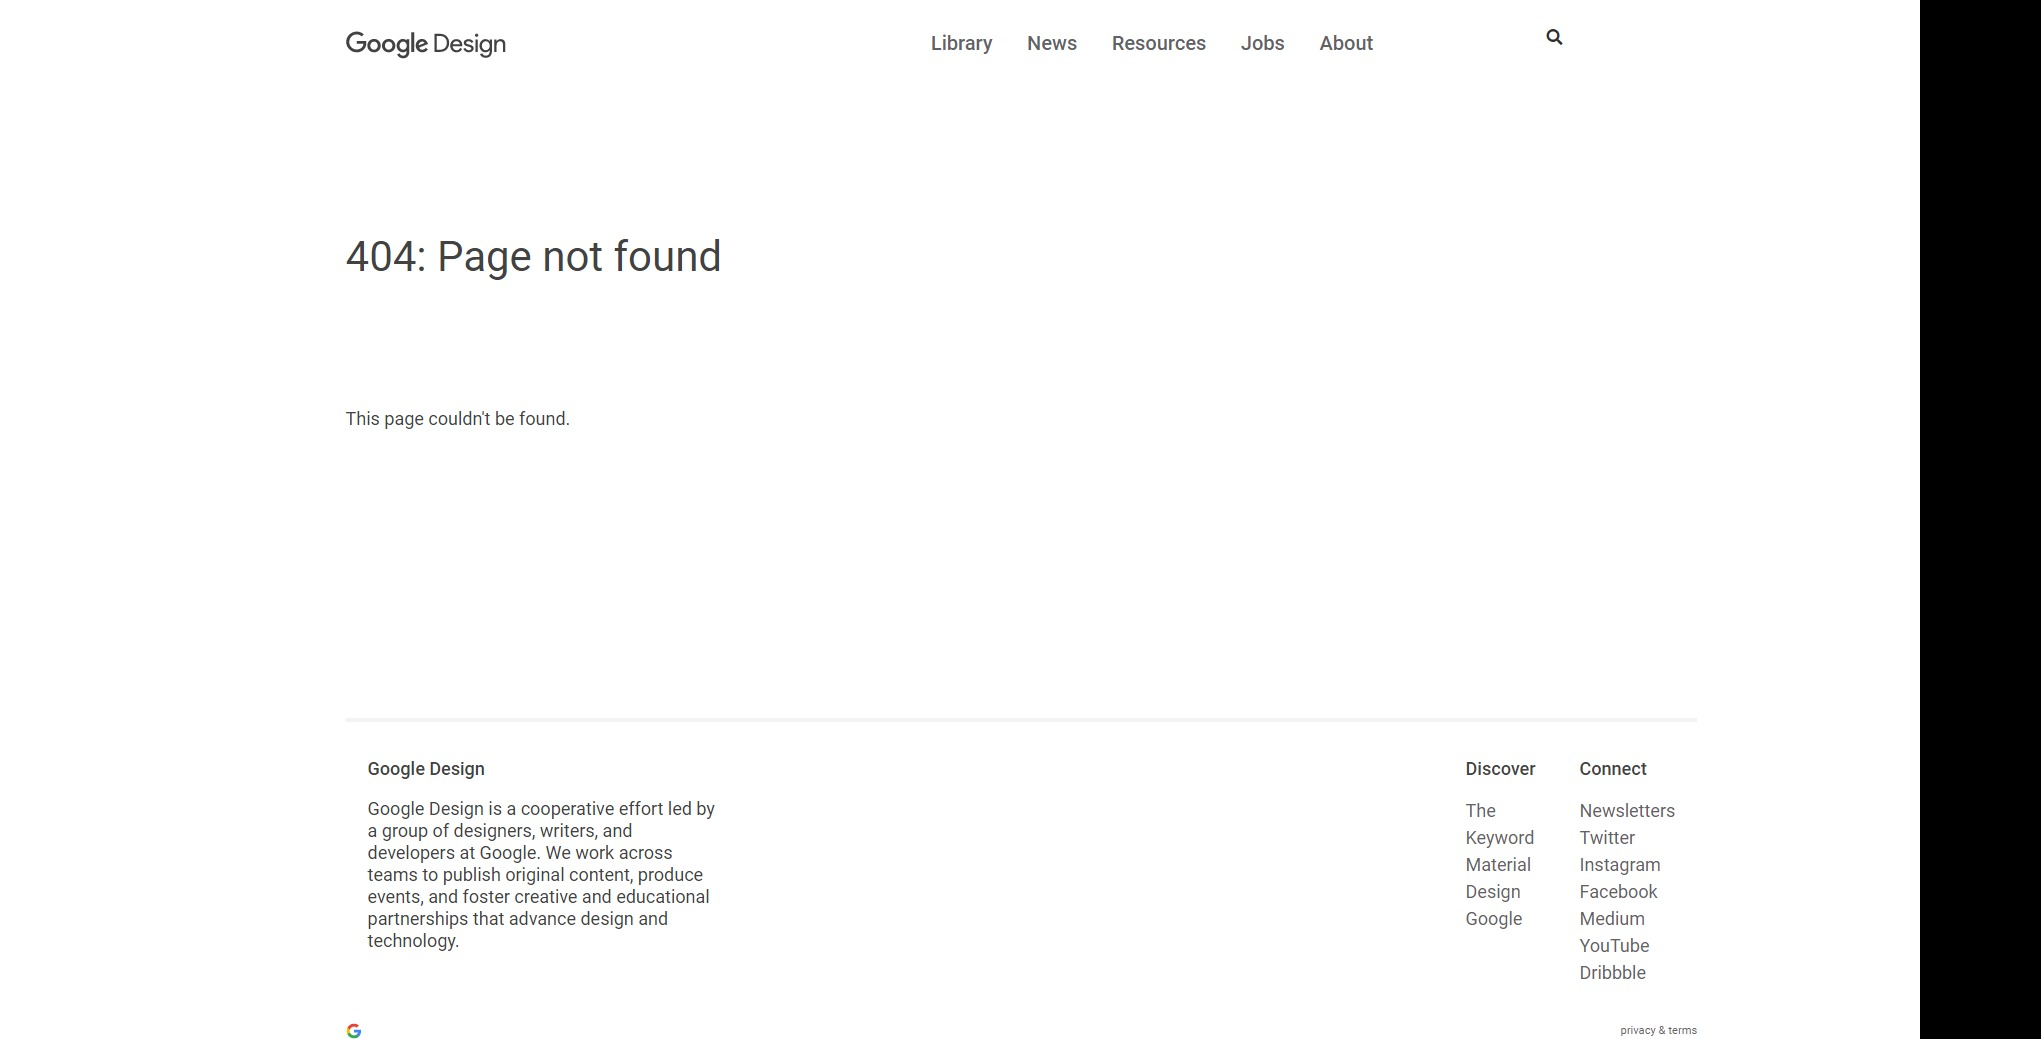 Google Design
Library
News
Resources
Jobs
About
404: Page not found
This page couldn't be found.
Google Design
Google Design is a cooperative effort led by
a group of designers, writers, and
developers at Google. We work across
teams to publish original content, produce
events, and foster creative and educational
partnerships that advance design and
technology.
Discover
The
Keyword
Material
Design
Google
Connect
Newsletters
Twitter
Instagram
Facebook
Medium
YouTube
Dribbble
G
privacy & terms